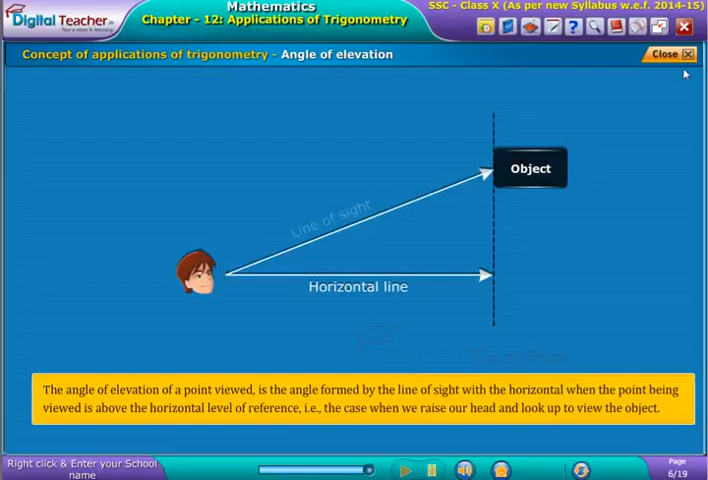 Mathematics
SSC - Class X (As per new Syllabus w.e.f. 2014-15)
Digital Teacher.in
Chapter - 12: Applications of Trigonometry
Concept of applications of trigonometry - Angle of elevation
Close
Object
Line of sight
Horizontal line
The angle of elevation of a point viewed, is the angle formed by the line of sight with the horizontal when the point being
viewed is above the horizontal level of reference, i.e., the case when we raise our head and look up to view the object.
Right click & Enter your School
name
Page
6/19